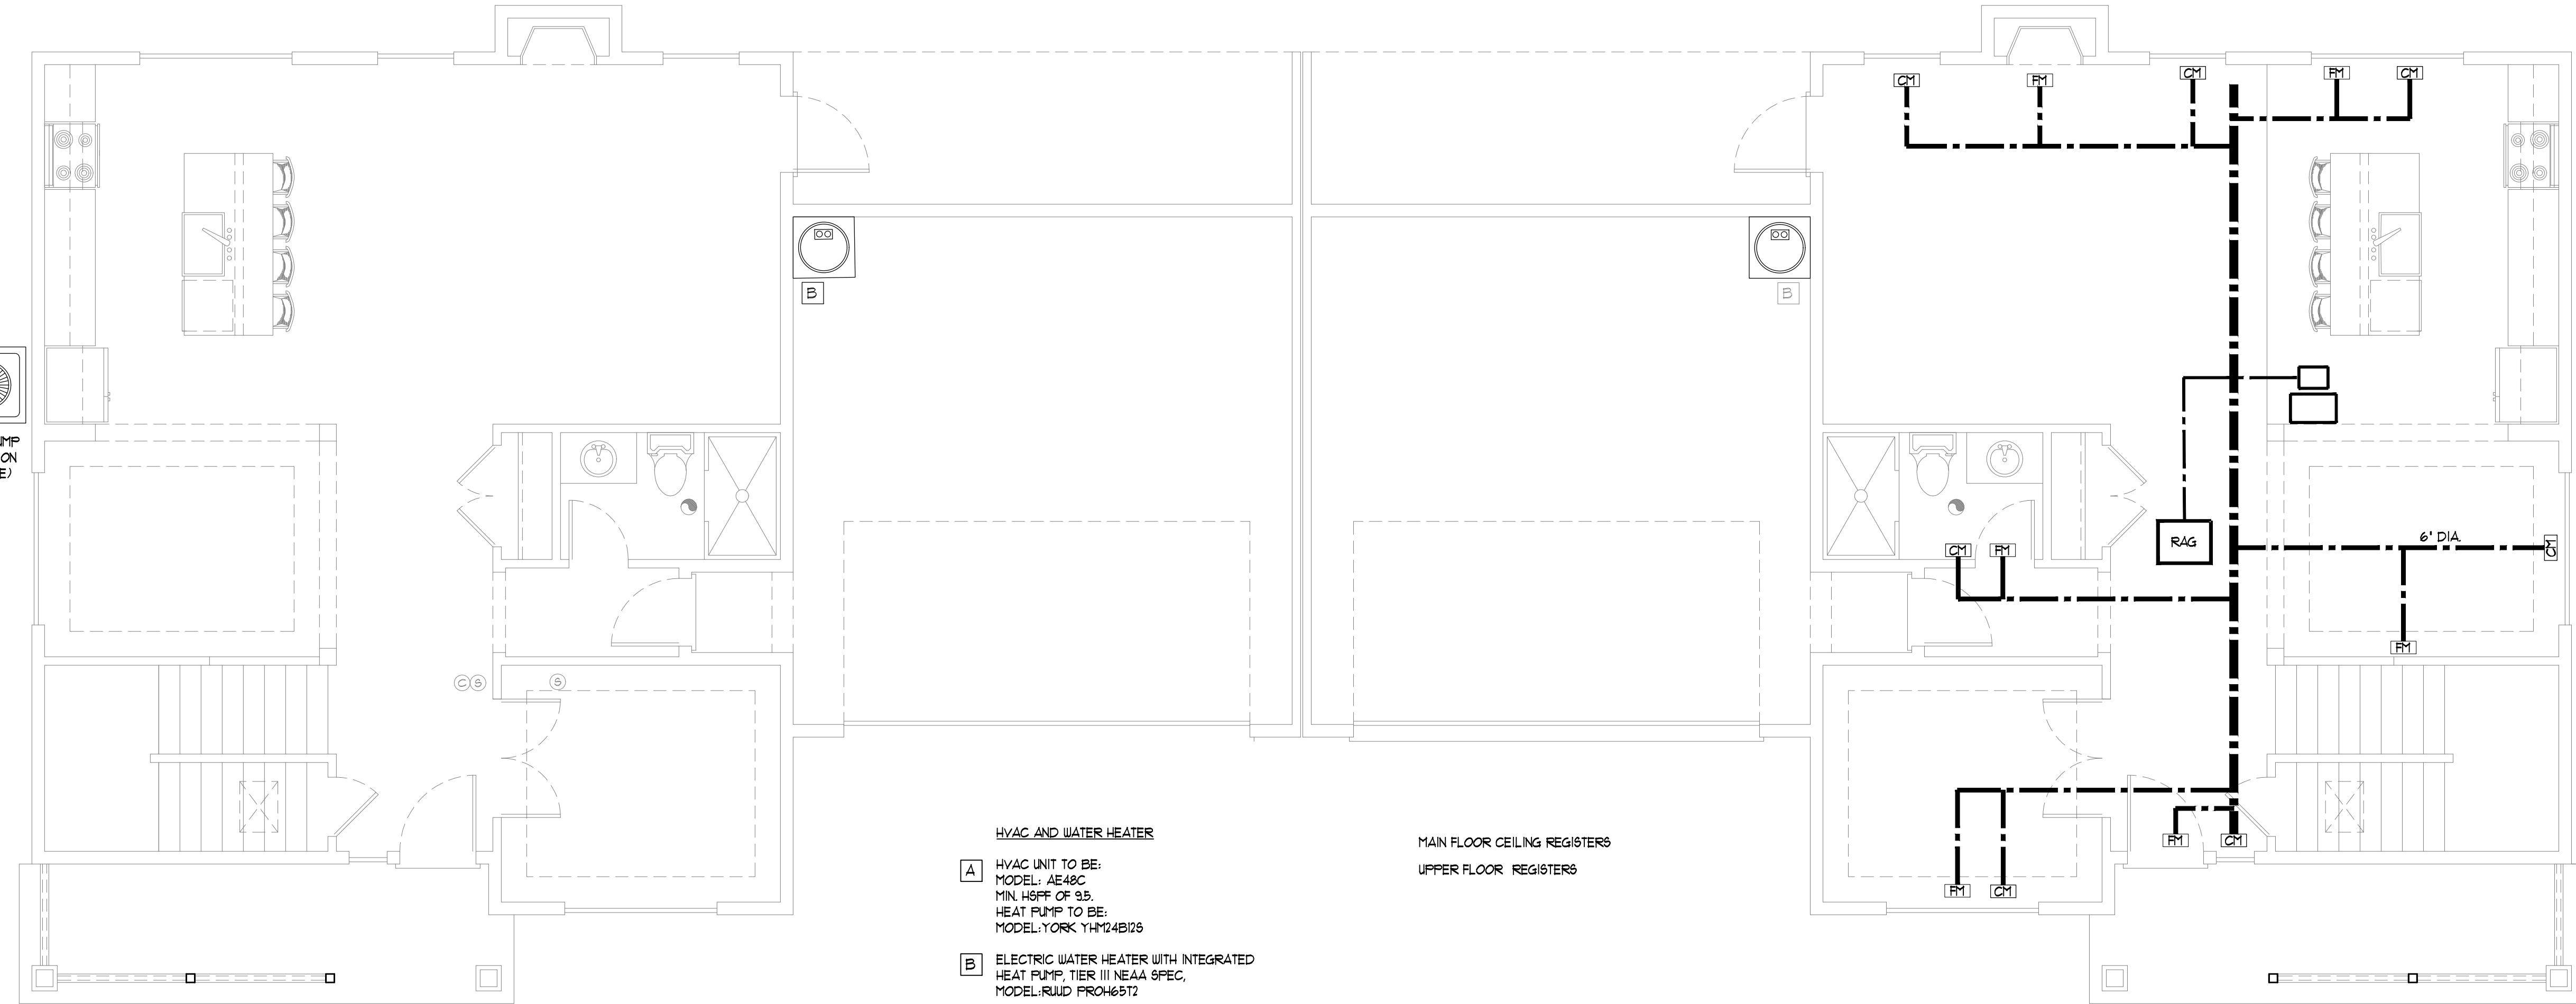 CM
FM
CM
FM
CM
B
B
UMP
ON
E)
6" DIA.
RAG
CM
CM
FM
FM
C
S
S
HVAC AND WATER HEATER
A
HVAC UNIT TO BE:
MODEL: AE48C
MIN. HSPF OF 9.5.
HEAT PUMP TO BE:
MODEL:YORK YHM24B12S
B
ELECTRIC WATER HEATER WITH INTEGRATED
HEAT PUMP, TIER III NEAA SPEC,
MODEL:RUUD PROH65T2
MAIN FLOOR CEILING REGISTERS
UPPER FLOOR REGISTERS
FM
CM
FM
CM